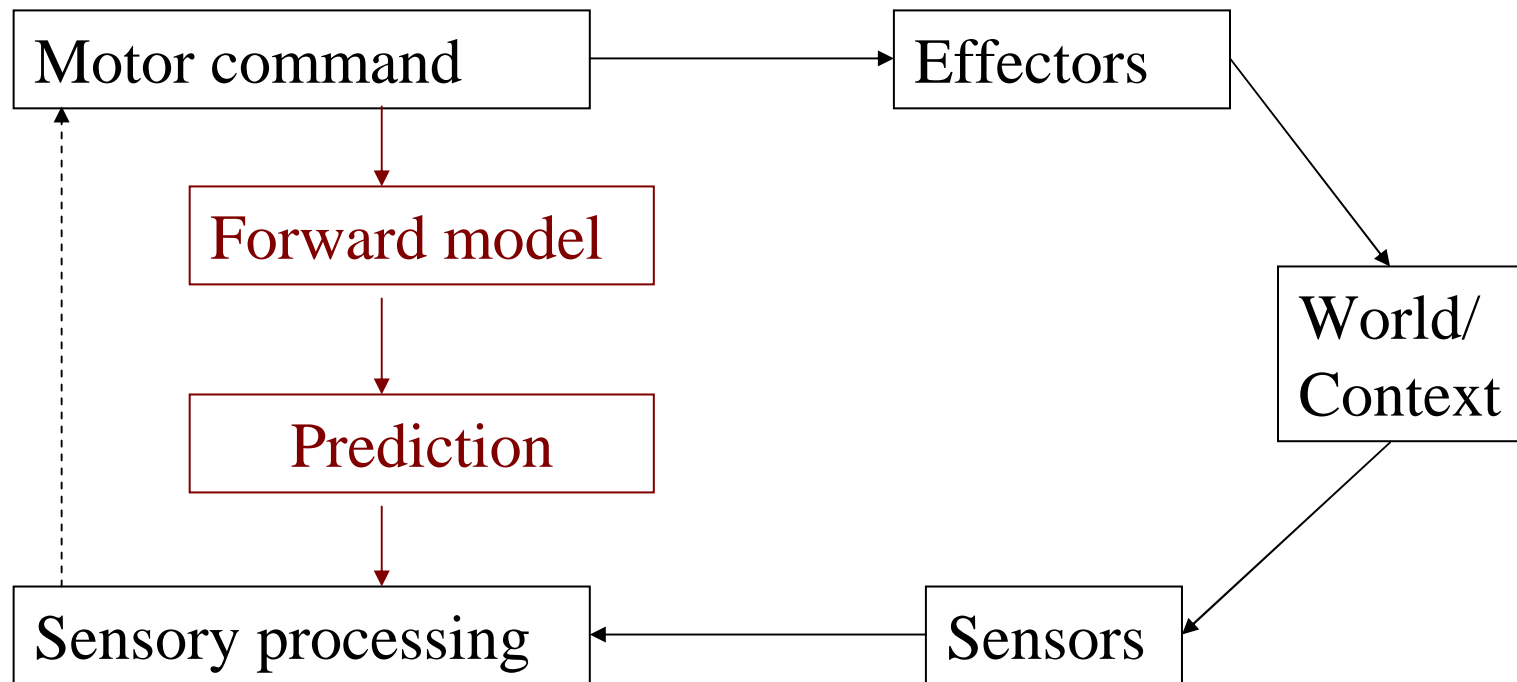 Motor command
Effectors
Forward model
World/
Context
Prediction
Sensory processing
Sensors